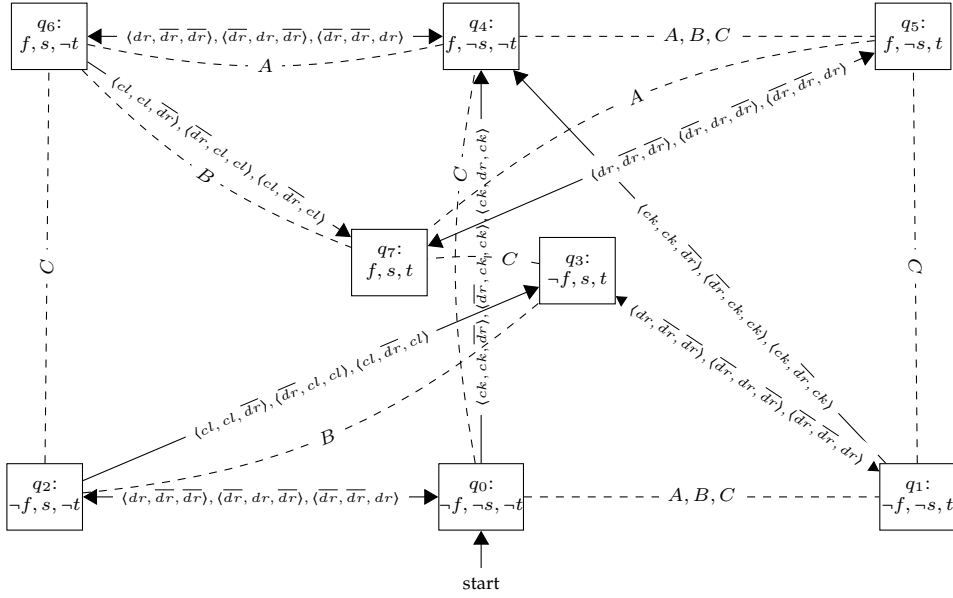 q₆:
f, s, ¬t
⟨dr, d̅r̅, d̅r̅⟩, ⟨d̅r̅, dr, d̅r̅⟩, ⟨d̅r̅, d̅r̅, dr⟩
A
q₄:
f, ¬s, ¬t
A, B, C
q₅:
f, ¬s, t
⟨cl, cl, d̅r̅⟩, ⟨d̅r̅, cl, cl⟩, ⟨cl, d̅r̅, cl⟩
B
A
⟨dr, d̅r̅, d̅r̅⟩, ⟨d̅r̅, dr, d̅r̅⟩, ⟨d̅r̅, d̅r̅, dr⟩
C
⟨ck, ck, d̅r̅⟩, ⟨d̅r̅, ck, ck⟩, ⟨ck, dr, ck⟩
C
q₇:
f, s, t
C
q₃:
¬f, s, t
⟨ck, ck, d̅r̅⟩, ⟨d̅r̅, ck, ck⟩, ⟨ck, d̅r̅, ck⟩
C
⟨cl, cl, d̅r̅⟩, ⟨d̅r̅, cl, cl⟩, ⟨cl, d̅r̅, cl⟩
B
⟨dr, d̅r̅, d̅r̅⟩, ⟨d̅r̅, dr, d̅r̅⟩, ⟨d̅r̅, d̅r̅, dr⟩
q₂:
¬f, s, ¬t
⟨dr, d̅r̅, d̅r̅⟩, ⟨d̅r̅, dr, d̅r̅⟩, ⟨d̅r̅, d̅r̅, dr⟩
q₀:
¬f, ¬s, ¬t
A, B, C
q₁:
¬f, ¬s, t
start